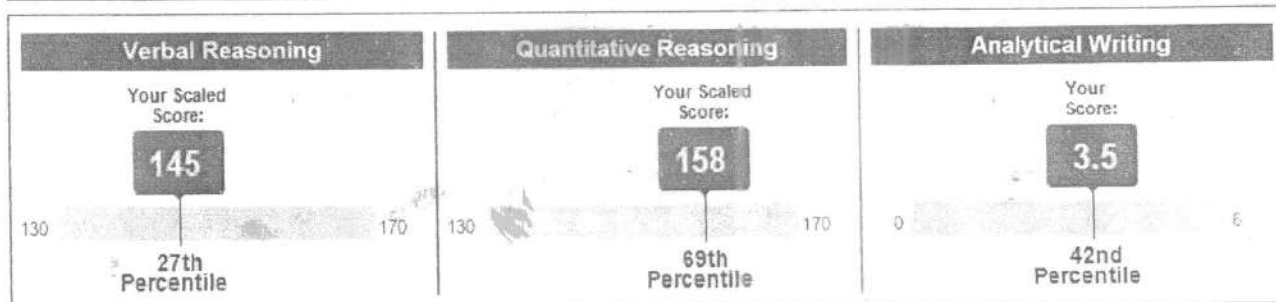 Verbal Reasoning
Your Scaled
Score:
145
130
170
27th
Percentile
Quantitative Reasoning
Your Scaled
Score:
158
130
170
69th
Percentile
Analytical Writing
Your
Score:
3.5
0
6
42nd
Percentile